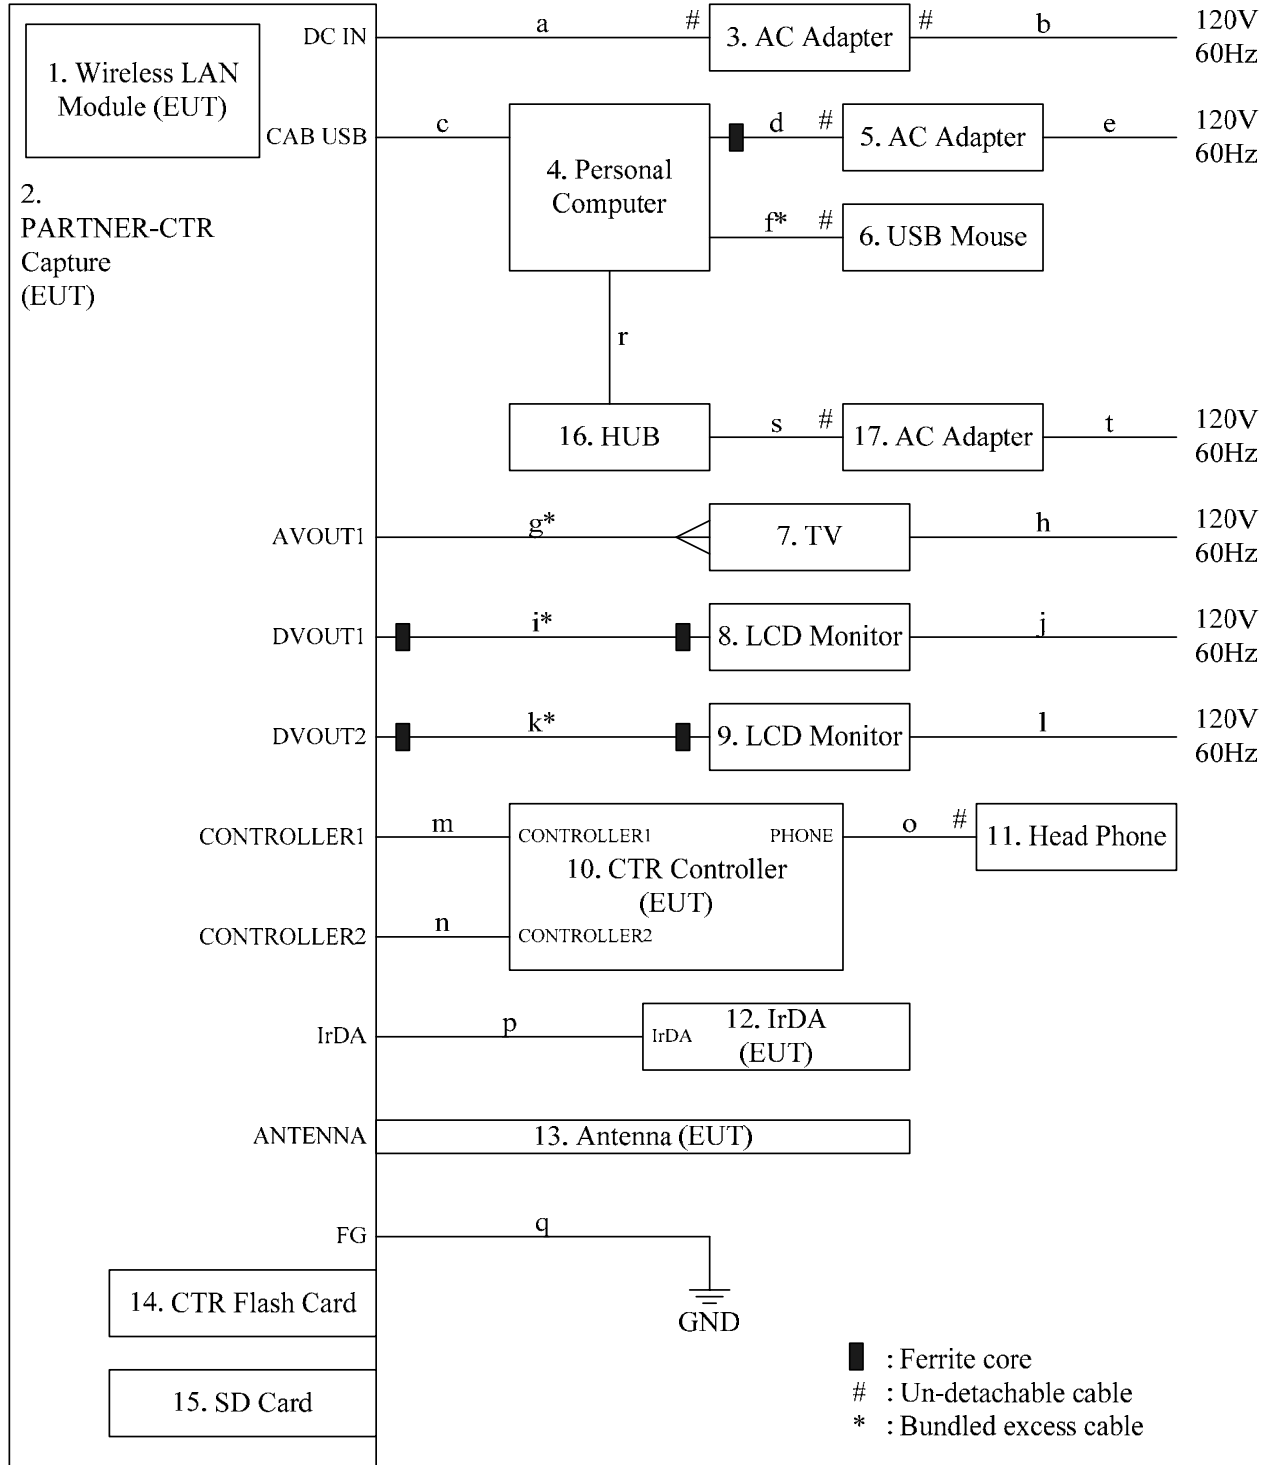 DC IN
a
#
3. AC Adapter
#
b
120V
60Hz
1. Wireless LAN
Module (EUT)
CAB USB
c
4. Personal
Computer
d
#
5. AC Adapter
e
120V
60Hz
2.
PARTNER-CTR
Capture
(EUT)
f*
#
6. USB Mouse
r
16. HUB
s
#
17. AC Adapter
t
120V
60Hz
AVOUT1
g*
7. TV
h
120V
60Hz
DVOUT1
i*
8. LCD Monitor
j
120V
60Hz
DVOUT2
k*
9. LCD Monitor
l
120V
60Hz
CONTROLLER1
m
CONTROLLER1
PHONE
10. CTR Controller
(EUT)
o
#
11. Head Phone
CONTROLLER2
n
CONTROLLER2
IrDA
p
IrDA
12. IrDA
(EUT)
ANTENNA
13. Antenna (EUT)
FG
q
GND
14. CTR Flash Card
15. SD Card
: Ferrite core
# : Un-detachable cable
* : Bundled excess cable